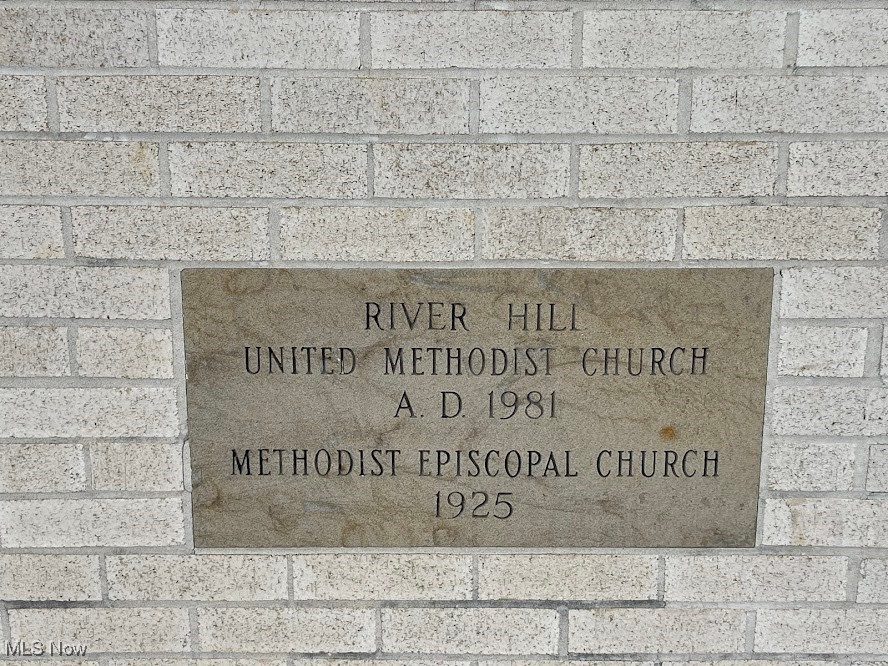 RIVER HILL
UNITED METHODIST CHURCH
A. D. 1981
METHODIST EPISCOPAL CHURCH
1925
MLS Now